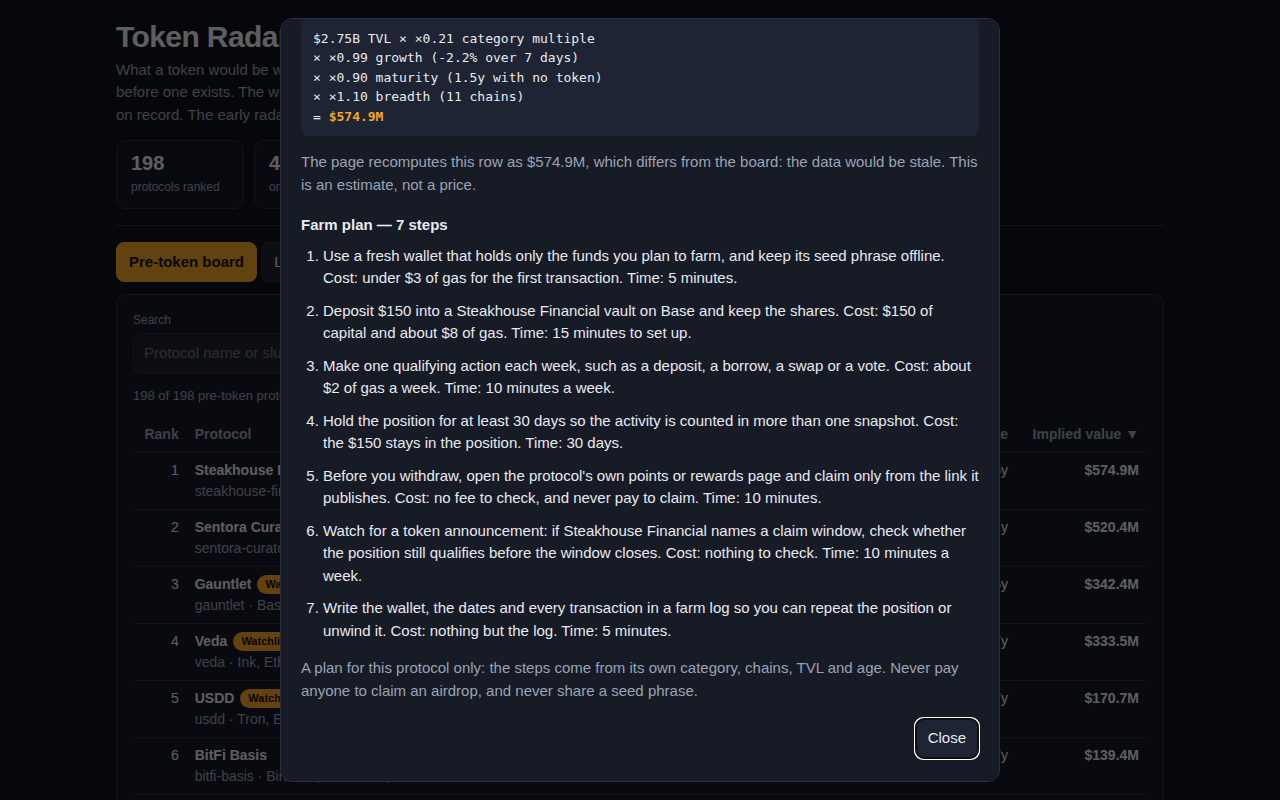 Token Rada
What a token would be w
before one exists. The w
on record. The early rada
198
protocols ranked
4
or
Pre-token board
L
Search
Protocol name or slu
198 of 198 pre-token prot
Rank Protocol e Implied value ▼
1 Steakhouse F y $574.9M
steakhouse-fin
2 Sentora Cura y $520.4M
sentora-curato
3 Gauntlet Wa y $342.4M
gauntlet · Bas
4 Veda Watchli y $333.5M
veda · Ink, Eth
5 USDD Watch y $170.7M
usdd · Tron, E
6 BitFi Basis y $139.4M
bitfi-basis · Bin
$2.75B TVL × ×0.21 category multiple
× ×0.99 growth (-2.2% over 7 days)
× ×0.90 maturity (1.5y with no token)
× ×1.10 breadth (11 chains)
= $574.9M
The page recomputes this row as $574.9M, which differs from the board: the data would be stale. This
is an estimate, not a price.
Farm plan — 7 steps
1. Use a fresh wallet that holds only the funds you plan to farm, and keep its seed phrase offline.
Cost: under $3 of gas for the first transaction. Time: 5 minutes.
2. Deposit $150 into a Steakhouse Financial vault on Base and keep the shares. Cost: $150 of
capital and about $8 of gas. Time: 15 minutes to set up.
3. Make one qualifying action each week, such as a deposit, a borrow, a swap or a vote. Cost: about
$2 of gas a week. Time: 10 minutes a week.
4. Hold the position for at least 30 days so the activity is counted in more than one snapshot. Cost:
the $150 stays in the position. Time: 30 days.
5. Before you withdraw, open the protocol's own points or rewards page and claim only from the link it
publishes. Cost: no fee to check, and never pay to claim. Time: 10 minutes.
6. Watch for a token announcement: if Steakhouse Financial names a claim window, check whether
the position still qualifies before the window closes. Cost: nothing to check. Time: 10 minutes a
week.
7. Write the wallet, the dates and every transaction in a farm log so you can repeat the position or
unwind it. Cost: nothing but the log. Time: 5 minutes.
A plan for this protocol only: the steps come from its own category, chains, TVL and age. Never pay
anyone to claim an airdrop, and never share a seed phrase.
Close